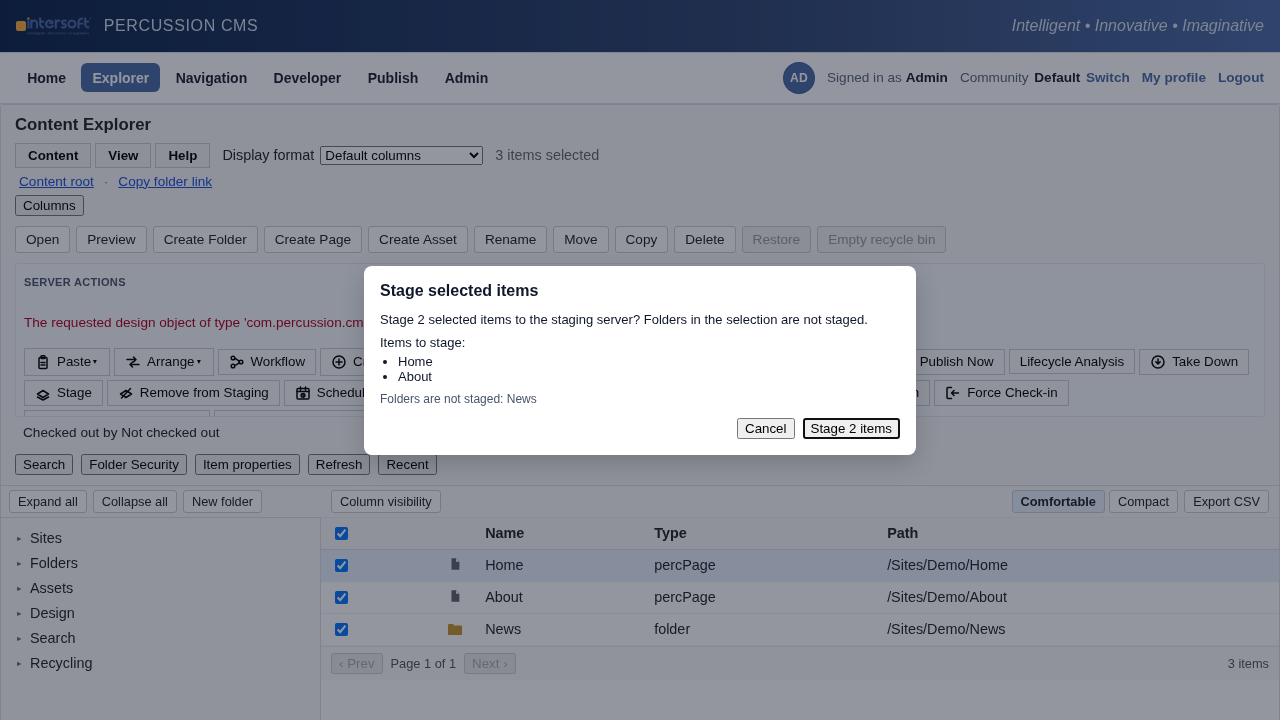 intersoft PERCUSSION CMS Intelligent • Innovative • Imaginative
Home Explorer Navigation Developer Publish Admin AD Signed in as Admin Community Default Switch My profile Logout
Content Explorer
Content View Help Display format Default columns 3 items selected
Content root · Copy folder link
Columns
Open Preview Create Folder Create Page Create Asset Rename Move Copy Delete Restore Empty recycle bin
SERVER ACTIONS
The requested design object of type 'com.percussion.cm
Paste Arrange Workflow Publish Now Lifecycle Analysis Take Down
Stage Remove from Staging Force Check-in
Checked out by Not checked out
Search Folder Security Item properties Refresh Recent
Stage selected items
Stage 2 selected items to the staging server? Folders in the selection are not staged.
Items to stage:
• Home
• About
Folders are not staged: News
Cancel Stage 2 items
Expand all Collapse all New folder Column visibility Comfortable Compact Export CSV
Sites
Folders
Assets
Design
Search
Recycling
Name Type Path
Home percPage /Sites/Demo/Home
About percPage /Sites/Demo/About
News folder /Sites/Demo/News
‹ Prev Page 1 of 1 Next › 3 items